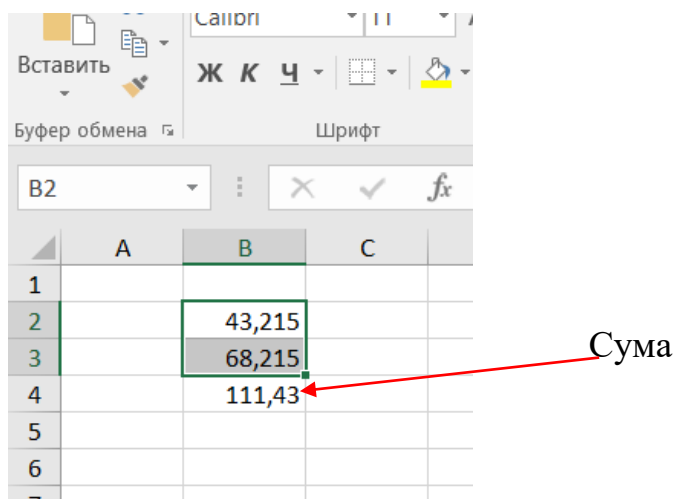 Calibri 11
Вставить
Ж К Ч
Буфер обмена Шрифт
B2 fx
A B C
1
2 43,215
3 68,215
Сума
4 111,43
5
6